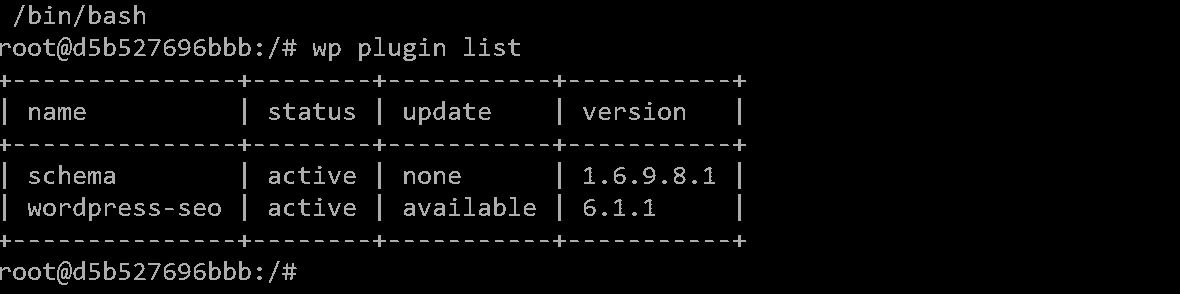 /bin/bash
root@d5b527696bbb:/# wp plugin list
+---------------+--------+-----------+-----------+
| name          | status | update    | version   |
+---------------+--------+-----------+-----------+
| schema        | active | none      | 1.6.9.8.1 |
| wordpress-seo | active | available | 6.1.1     |
+---------------+--------+-----------+-----------+
root@d5b527696bbb:/#